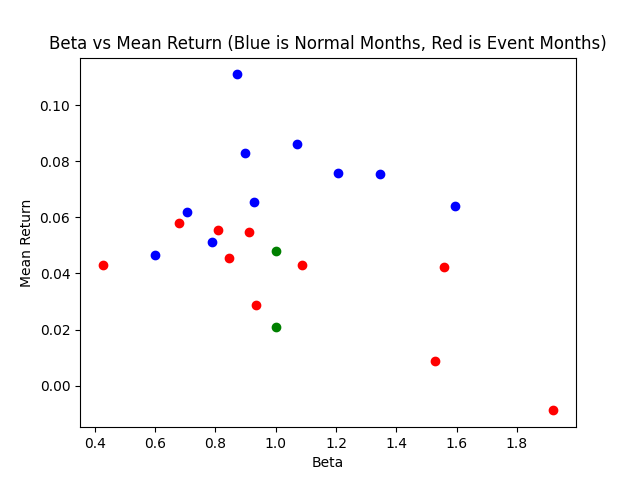 Beta vs Mean Return (Blue is Normal Months, Red is Event Months)
0.10
0.08
0.06
0.04
0.02
0.00
Mean Return
0.4 0.6 0.8 1.0 1.2 1.4 1.6 1.8
Beta